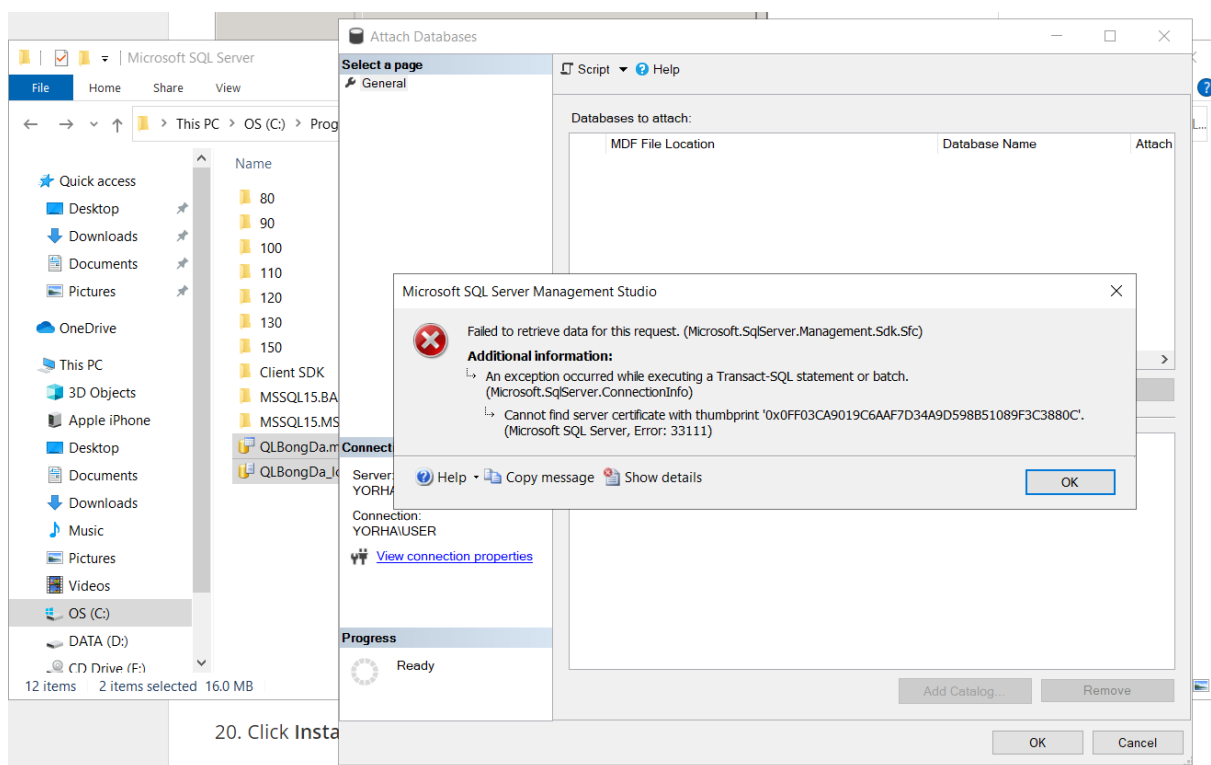 Microsoft SQL Server
File Home Share View
This PC > OS (C:) > Prog
Name
Quick access
Desktop
Downloads
Documents
Pictures
OneDrive
This PC
3D Objects
Apple iPhone
Desktop
Documents
Downloads
Music
Pictures
Videos
OS (C:)
DATA (D:)
CD Drive (F:)
80
90
100
110
120
130
150
Client SDK
MSSQL15.BA
MSSQL15.MS
QLBongDa.m
QLBongDa_lo
12 items 2 items selected 16.0 MB
20. Click Insta
Attach Databases
Select a page
General
Script Help
Databases to attach:
MDF File Location Database Name Attach
Microsoft SQL Server Management Studio
Failed to retrieve data for this request. (Microsoft.SqlServer.Management.Sdk.Sfc)
Additional information:
An exception occurred while executing a Transact-SQL statement or batch.
(Microsoft.SqlServer.ConnectionInfo)
Cannot find server certificate with thumbprint '0x0FF03CA9019C6AAF7D34A9D598B51089F3C3880C'.
(Microsoft SQL Server, Error: 33111)
Help Copy message Show details
OK
Connect
Server:
YORHA
Connection:
YORHA\USER
View connection properties
Progress
Ready
Add Catalog... Remove
OK Cancel